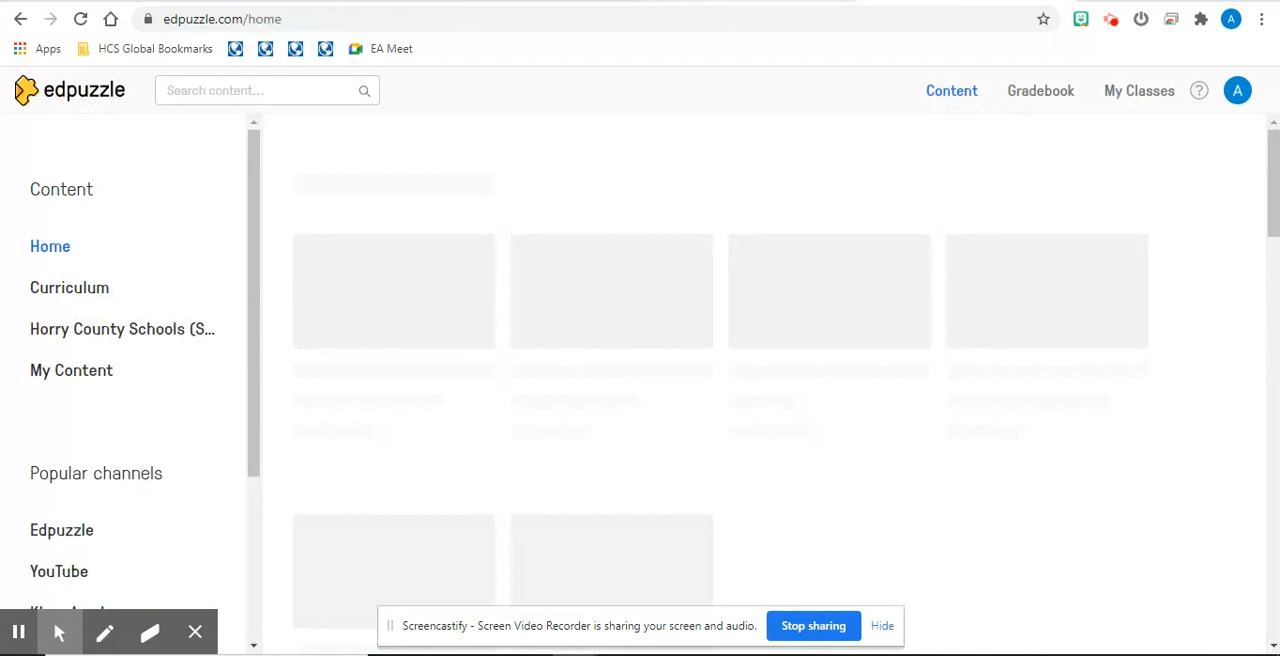 edpuzzle.com/home
A
Apps
HCS Global Bookmarks
EA Meet
edpuzzle
Search content...
Content
Gradebook
My Classes
?
A
Content
Home
Curriculum
Horry County Schools (S...
My Content
Popular channels
Edpuzzle
YouTube
Screencastify - Screen Video Recorder is sharing your screen and audio.
Stop sharing
Hide